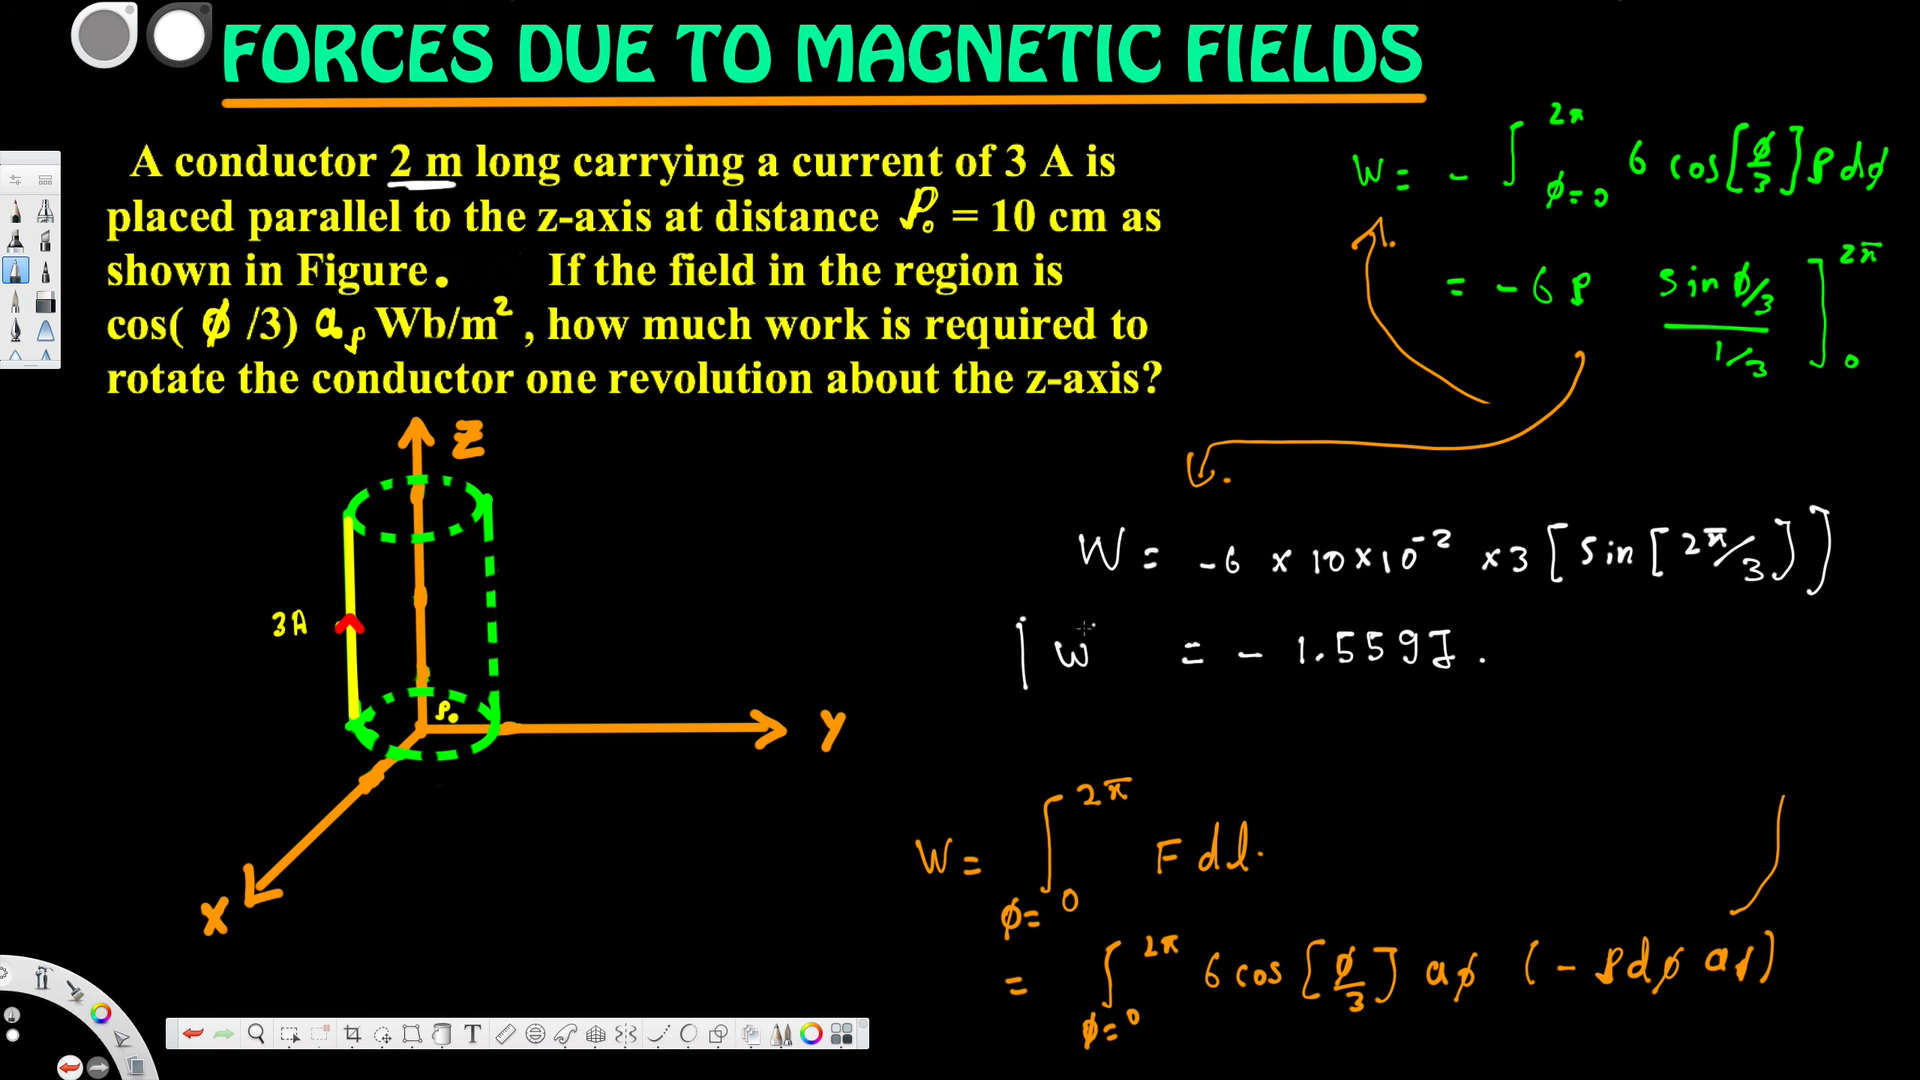 FORCES DUE TO MAGNETIC FIELDS
A conductor 2 m long carrying a current of 3 A is
placed parallel to the z-axis at distance ρ₀ = 10 cm as
shown in Figure. If the field in the region is
cos( ϕ /3) aρ Wb/m², how much work is required to
rotate the conductor one revolution about the z-axis?
W = - ∫ 2π ϕ=0 6 cos[ϕ/3] ρ dϕ
= -6 ρ sin ϕ/3 / 1/3 ] 2π 0
Z
3A
ρ₀
Y
X
W = -6 × 10×10⁻² ×3 [sin[2π/3]]
W = - 1.559J.
W = ∫ 2π ϕ=0 F dl.
= ∫ 2π ϕ=0 6 cos[ϕ/3] aϕ (-ρdϕ aϕ)
T